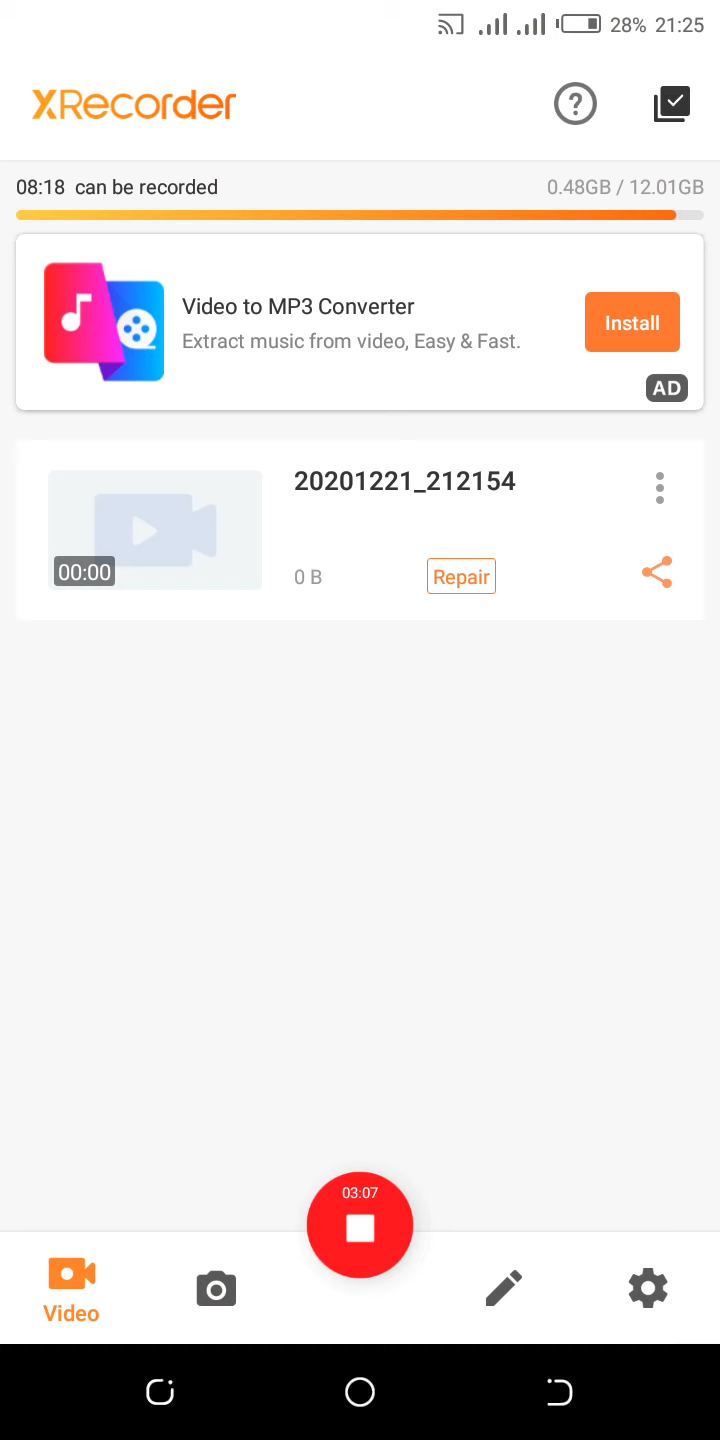 28% 21:25
XRecorder
08:18 can be recorded 0.48GB / 12.01GB
Video to MP3 Converter
Extract music from video, Easy & Fast.
Install
AD
20201221_212154
00:00
0 B
Repair
03:07
Video